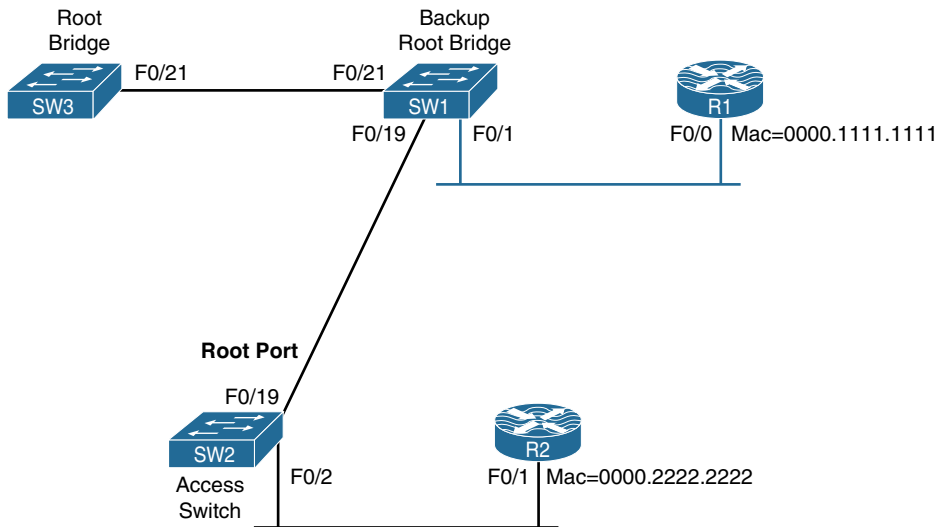 Root
Bridge
Backup
Root Bridge
F0/21
F0/21
SW3
SW1
R1
F0/19
F0/1
F0/0
Mac=0000.1111.1111
Root Port
F0/19
SW2
R2
F0/2
F0/1
Mac=0000.2222.2222
Access
Switch